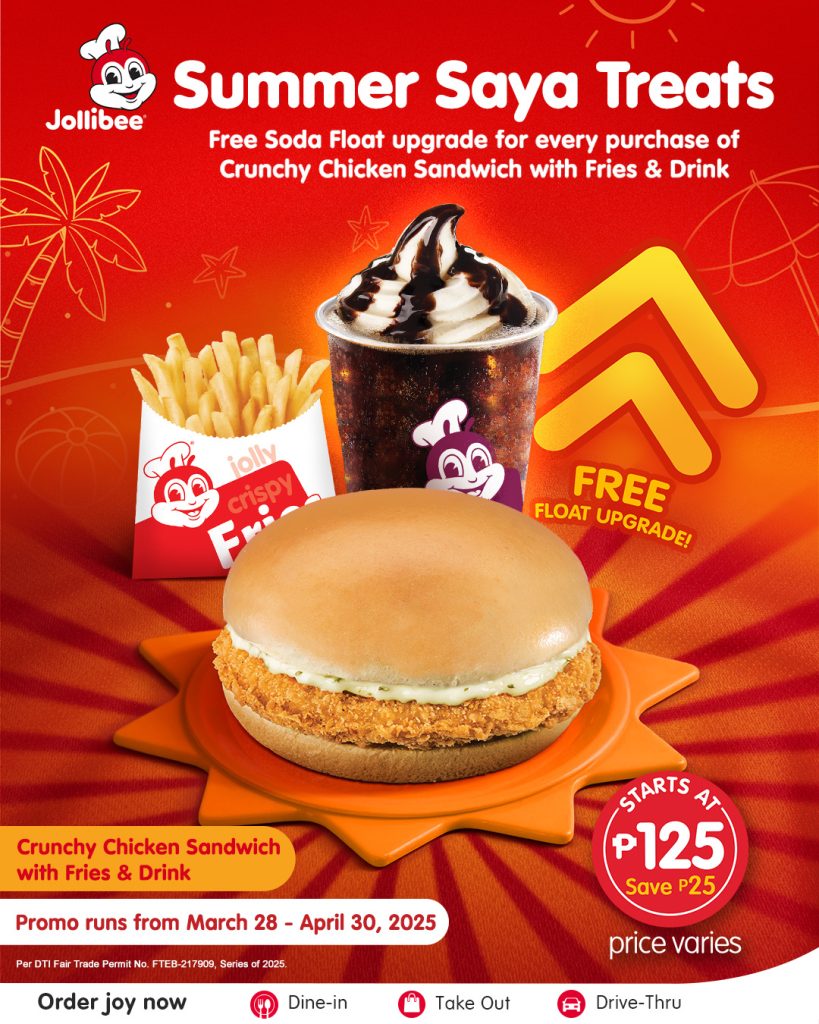 Jollibee
Summer Saya Treats
Free Soda Float upgrade for every purchase of
Crunchy Chicken Sandwich with Fries & Drink
jolly
crispy
FREE
FLOAT UPGRADE!
STARTS AT
₱125
Save ₱25
price varies
Crunchy Chicken Sandwich
with Fries & Drink
Promo runs from March 28 - April 30, 2025
Per DTI Fair Trade Permit No. FTEB-217909, Series of 2025.
Order joy now
Dine-in
Take Out
Drive-Thru